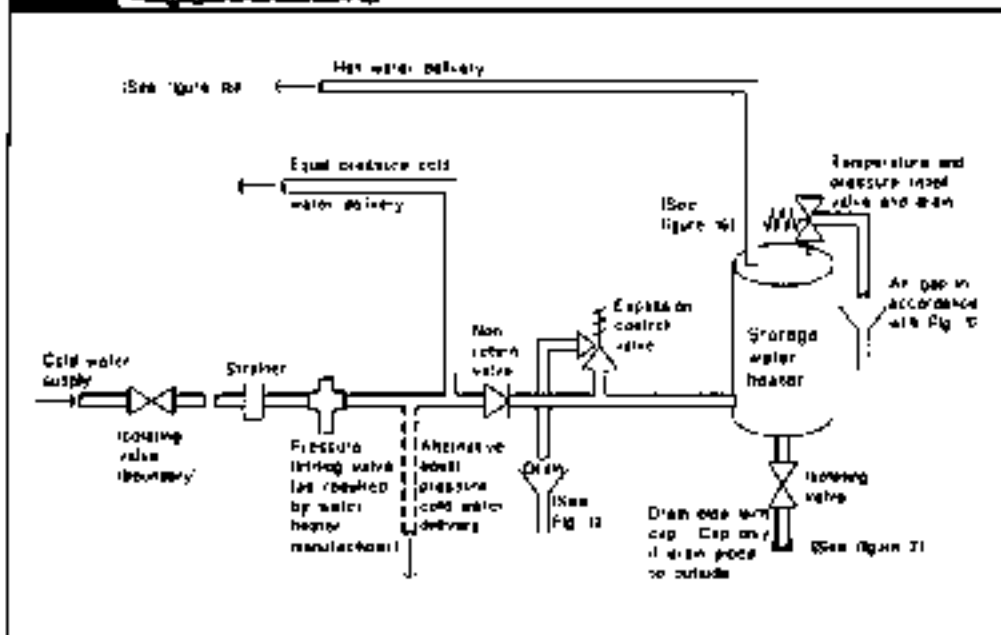 Hot water delivery
(See figure
Equal pressure cold
water delivery
Temperature and
pressure relief
valve and drain
(See
figure 16)
Air gap in
accordance
with Fig.
Expansion
control
valve
Non
return
valve
Storage
water
heater
Cold water
supply
Strainer
Isolating
valve
Pressure
limiting valve
(as required
by water
heater
manufacturer)
Alternative
equal
pressure
cold water
delivery
Drain
(See
Fig.
Isolating
valve
Drain cock with
cap. Cap only
if drain piped
to outside
(See figure